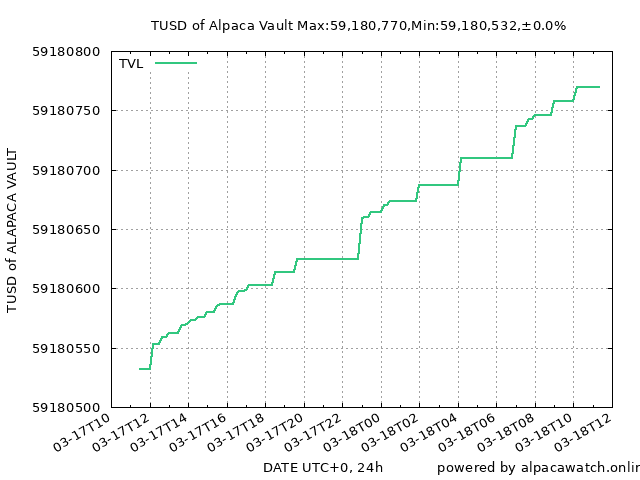 TUSD of Alpaca Vault Max:59,180,770,Min:59,180,532,±0.0%
59180800
TVL
59180750
59180700
59180650
59180600
59180550
59180500
TUSD of ALAPACA VAULT
03-17T10
03-17T12
03-17T14
03-17T16
03-17T18
03-17T20
03-17T22
03-18T00
03-18T02
03-18T04
03-18T06
03-18T08
03-18T10
03-18T12
DATE UTC+0, 24h
powered by alpacawatch.onlin